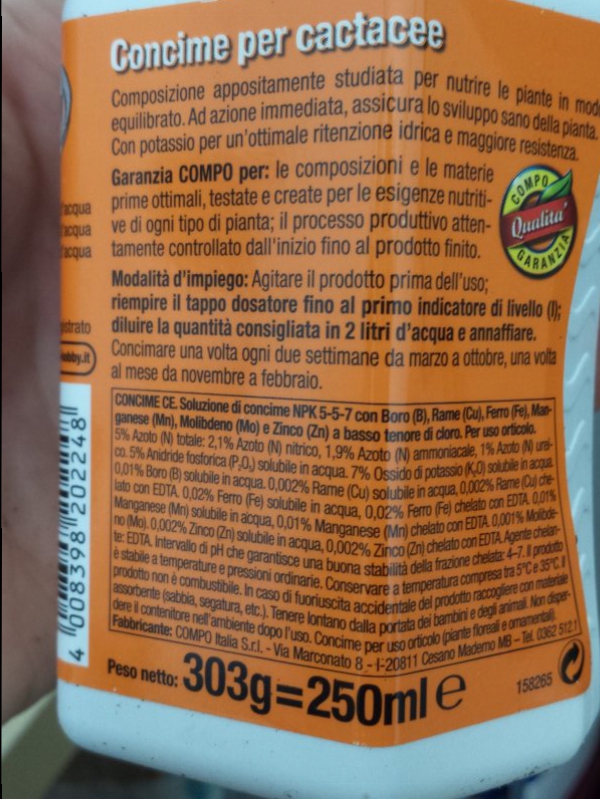 Concime per cactacee
Composizione appositamente studiata per nutrire le piante in mod
equilibrato. Ad azione immediata, assicura lo sviluppo sano della pianta.
Con potassio per un'ottimale ritenzione idrica e maggiore resistenza.
Garanzia COMPO per: le composizioni e le materie
prime ottimali, testate e create per le esigenze nutriti-
ve di ogni tipo di pianta; il processo produttivo atten-
tamente controllato dall'inizio fino al prodotto finito.
COMPO
Qualità
GARANZIA
acqua
acqua
acqua
Modalità d'impiego: Agitare il prodotto prima dell'uso;
riempire il tappo dosatore fino al primo indicatore di livello (I);
diluire la quantità consigliata in 2 litri d'acqua e annaffiare.
Concimare una volta ogni due settimane da marzo a ottobre, una volta
al mese da novembre a febbraio.
strato
obby.it
CONCIME CE. Soluzione di concime NPK 5-5-7 con Boro (B), Rame (Cu), Ferro (Fe), Man-
ganese (Mn), Molibdeno (Mo) e Zinco (Zn) a basso tenore di cloro. Per uso orticolo.
5% Azoto (N) totale: 2,1% Azoto (N) nitrico, 1,9% Azoto (N) ammoniacale, 1% Azoto (N) urei-
co. 5% Anidride fosforica (P₂O₅) solubile in acqua. 7% Ossido di potassio (K₂O) solubile in acqua.
0,01% Boro (B) solubile in acqua. 0,002% Rame (Cu) solubile in acqua, 0,002% Rame (Cu) che-
lato con EDTA. 0,02% Ferro (Fe) solubile in acqua, 0,02% Ferro (Fe) chelato con EDTA. 0,01%
Manganese (Mn) solubile in acqua, 0,01% Manganese (Mn) chelato con EDTA. 0,001% Molibde-
no (Mo). 0,002% Zinco (Zn) solubile in acqua, 0,002% Zinco (Zn) chelato con EDTA. Agente chelan-
te: EDTA. Intervallo di pH che garantisce una buona stabilità della frazione chelata: 4-7. Il prodotto
è stabile a temperature e pressioni ordinarie. Conservare a temperatura compresa tra 5°C e 35°C. Il
prodotto non è combustibile. In caso di fuoriuscita accidentale del prodotto raccogliere con materiale
assorbente (sabbia, segatura, etc.). Tenere lontano dalla portata dei bambini e degli animali. Non disper-
dere il contenitore nell'ambiente dopo l'uso. Concime per uso orticolo (piante floreali e ornamentali).
Fabbricante: COMPO Italia S.r.l. - Via Marconato 8 - I-20811 Cesano Maderno MB - Tel. 0362 512.1
4 008398 202248
Peso netto: 303g=250ml e
158265